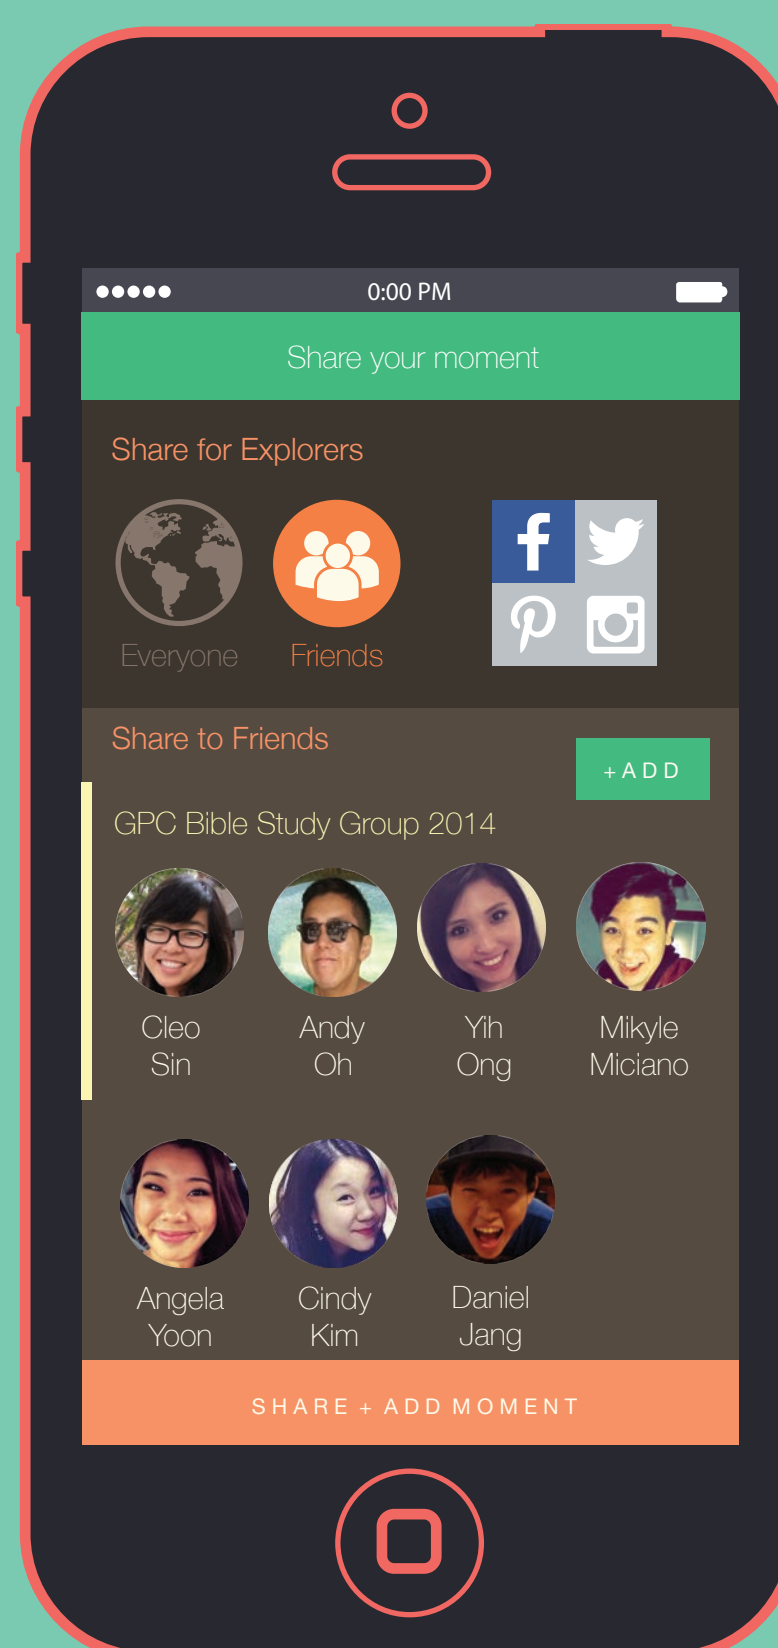 0:00 PM
Share your moment
Share for Explorers
Everyone Friends
Share to Friends
+ADD
GPC Bible Study Group 2014
Cleo Andy Yih Mikyle
Sin Oh Ong Miciano
Angela Cindy Daniel
Yoon Kim Jang
SHARE + ADD MOMENT